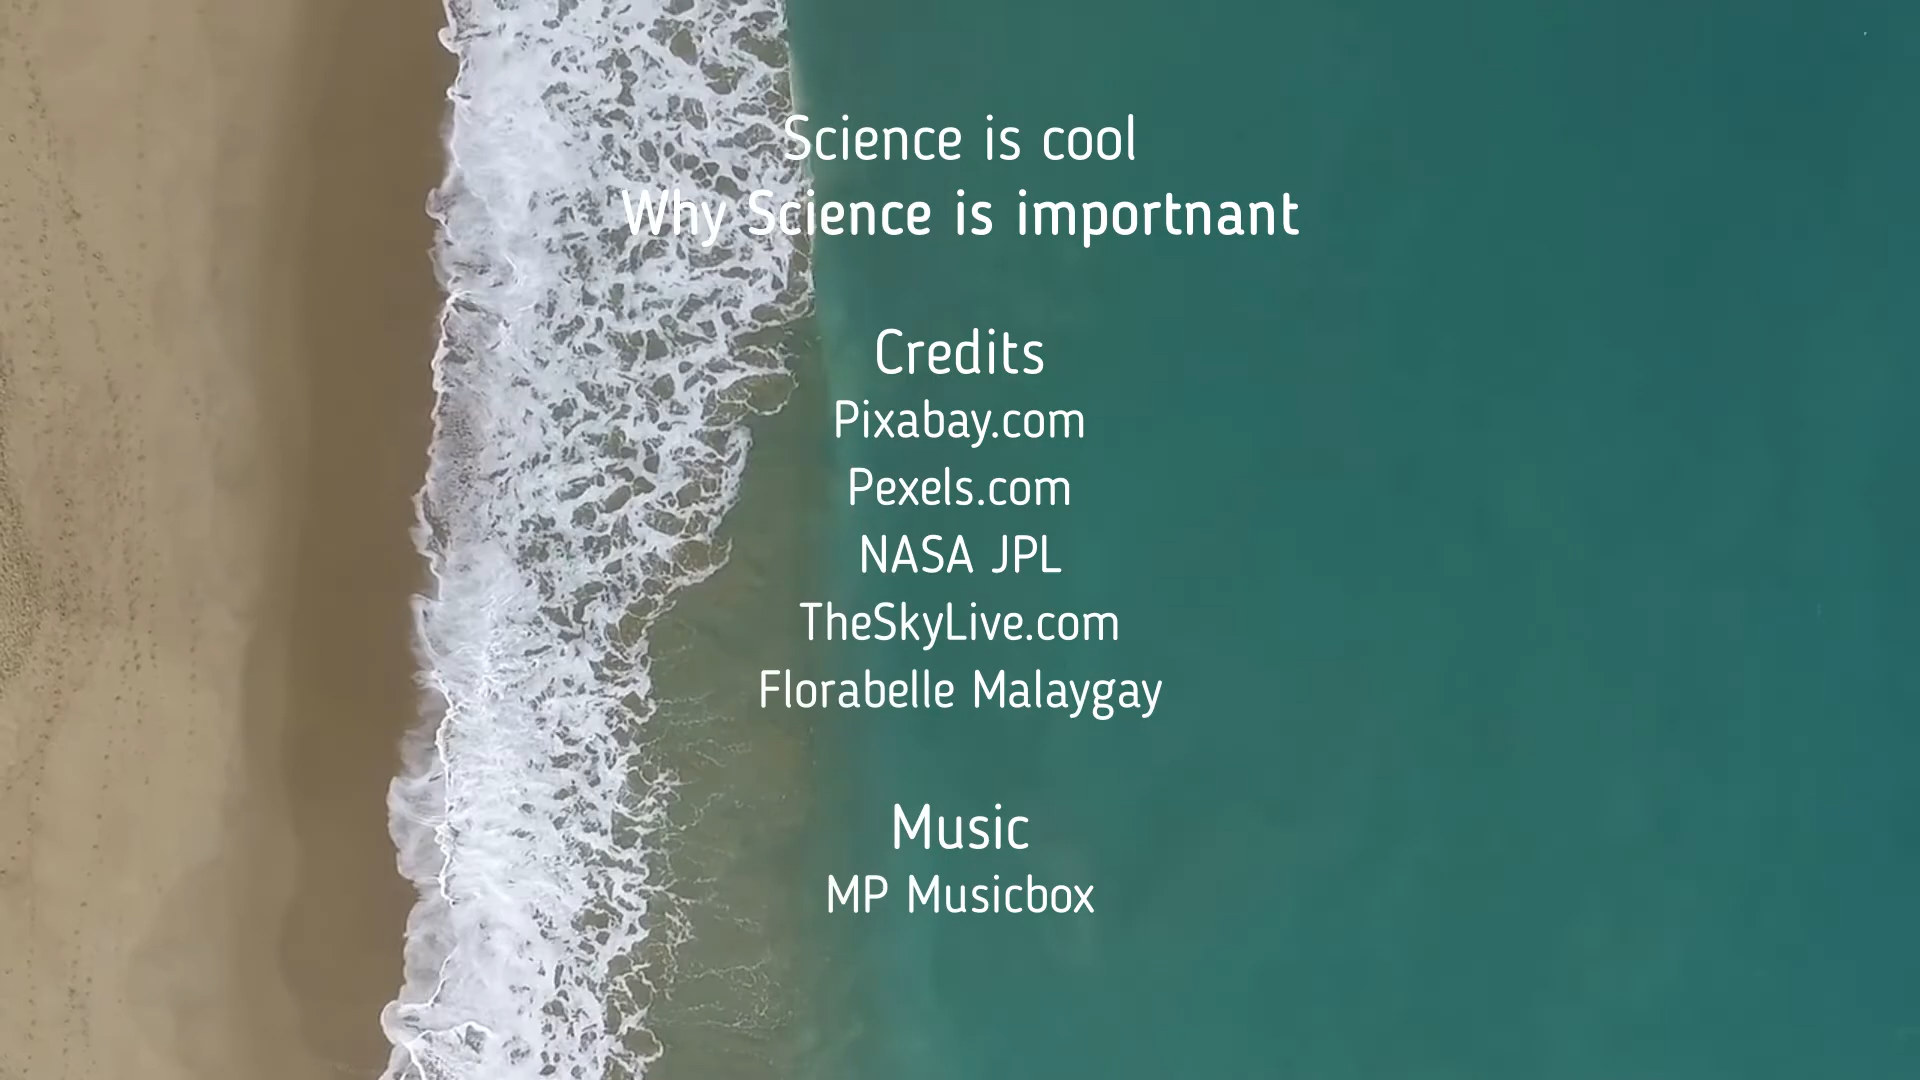 Science is cool
Why Science is importnant
Credits
Pixabay.com
Pexels.com
NASA JPL
TheSkyLive.com
Florabelle Malaygay
Music
MP Musicbox